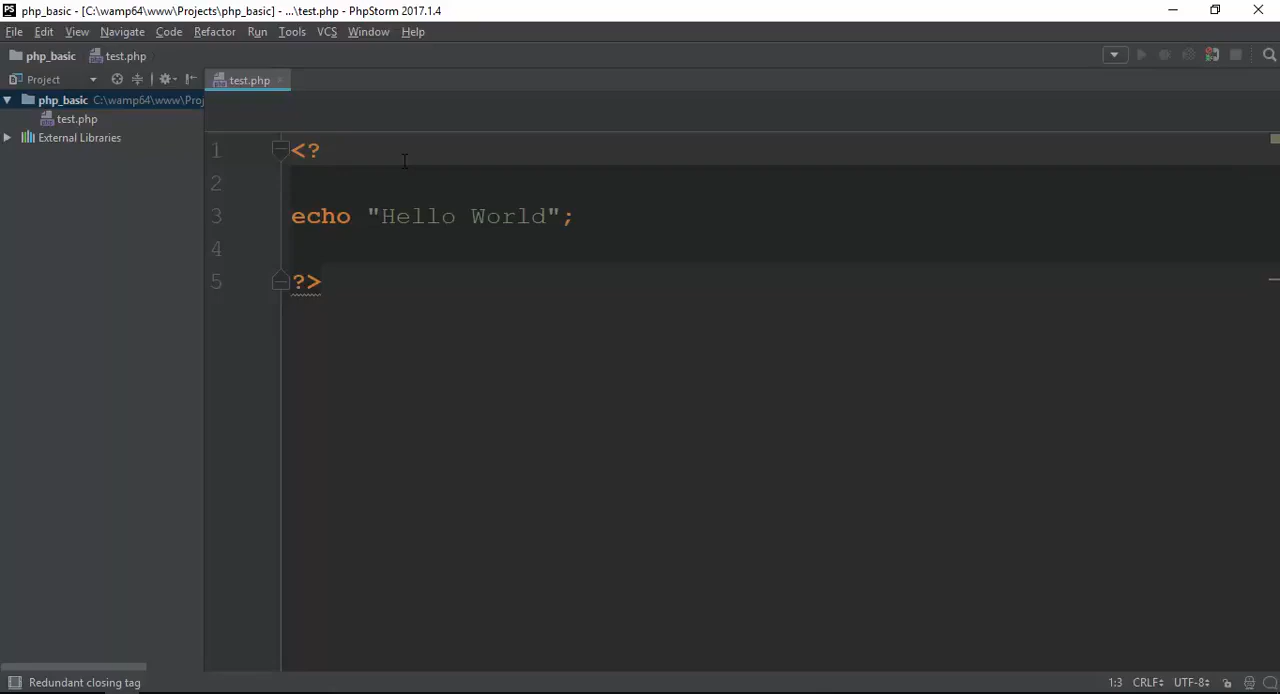 PS php_basic - [C:\wamp64\www\Projects\php_basic] - ...\test.php - PhpStorm 2017.1.4
File Edit View Navigate Code Refactor Run Tools VCS Window Help
php_basic test.php
Project test.php
php_basic C:\wamp64\www\Proj
test.php
External Libraries
1 <?
2
3 echo "Hello World";
4
5 ?>
Redundant closing tag 1:3 CRLF UTF-8